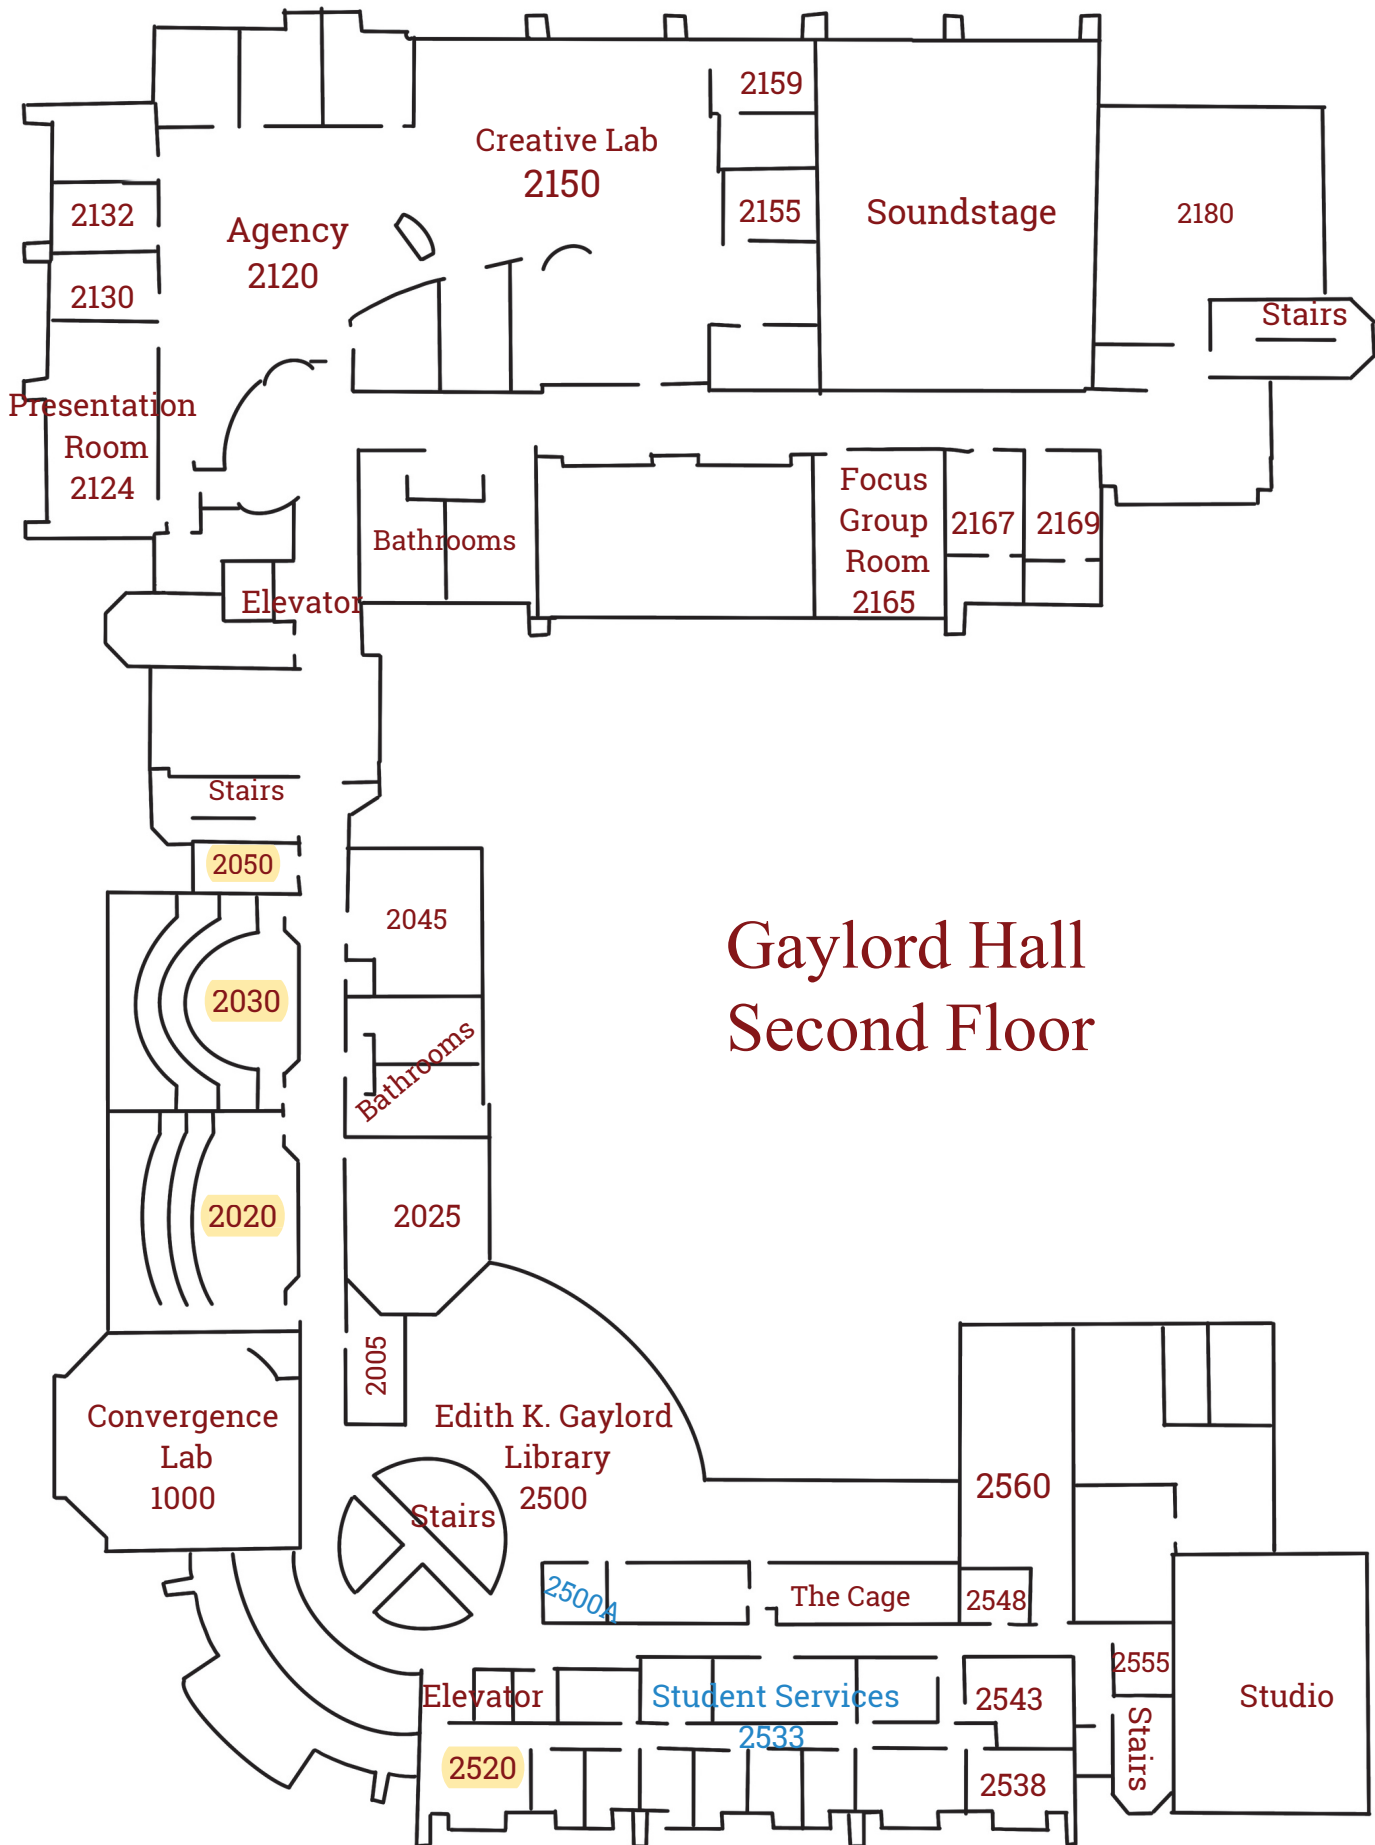 2159
Creative Lab
2150
2132
Agency
2120
2155
Soundstage
2180
2130
Stairs
Presentation
Room
2124
Bathrooms
Focus
Group
Room
2165
2167
2169
Elevator
Stairs
2050
2045
2030
Bathrooms
Gaylord Hall
Second Floor
2020
2025
2005
Convergence
Lab
1000
Edith K. Gaylord
Library
2500
Stairs
2560
2500A
The Cage
2548
2555
Elevator
Student Services
2533
2543
Studio
Stairs
2520
2538